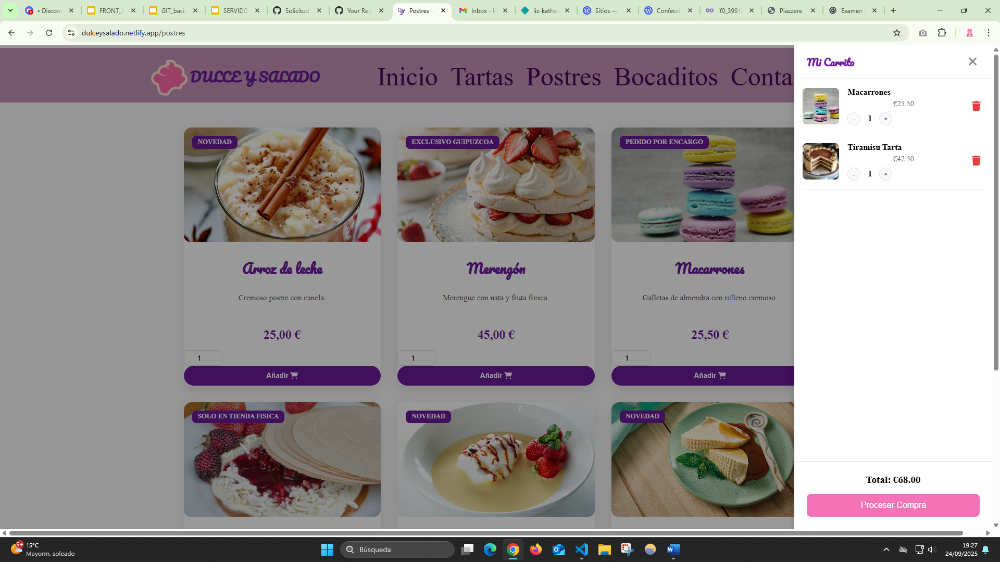 Discord
FRONT_J
GIT_basic
SERVIDO
Solicitud
Your Rep
Postres -
Inbox - li
liz-kather
Sitios —
Confecci
if0_3991
Piazzere
Examen
dulceysalado.netlify.app/postres
DULCE Y SALADO
Inicio Tartas Postres Bocaditos Conta
Mi Carrito
Macarrones
€25.50
- 1 +
Tiramisu Tarta
€42.50
- 1 +
NOVEDAD
EXCLUSIVO GUIPUZCOA
PEDIDO POR ENCARGO
Arroz de leche
Merengón
Macarrones
Cremoso postre con canela.
Merengue con nata y fruta fresca.
Galletas de almendra con relleno cremoso.
25,00 €
45,00 €
25,50 €
1
1
1
Añadir
Añadir
Añadir
SOLO EN TIENDA FISICA
NOVEDAD
NOVEDAD
Total: €68.00
Procesar Compra
9+
15°C
Mayorm. soleado
Búsqueda
19:27
24/09/2025